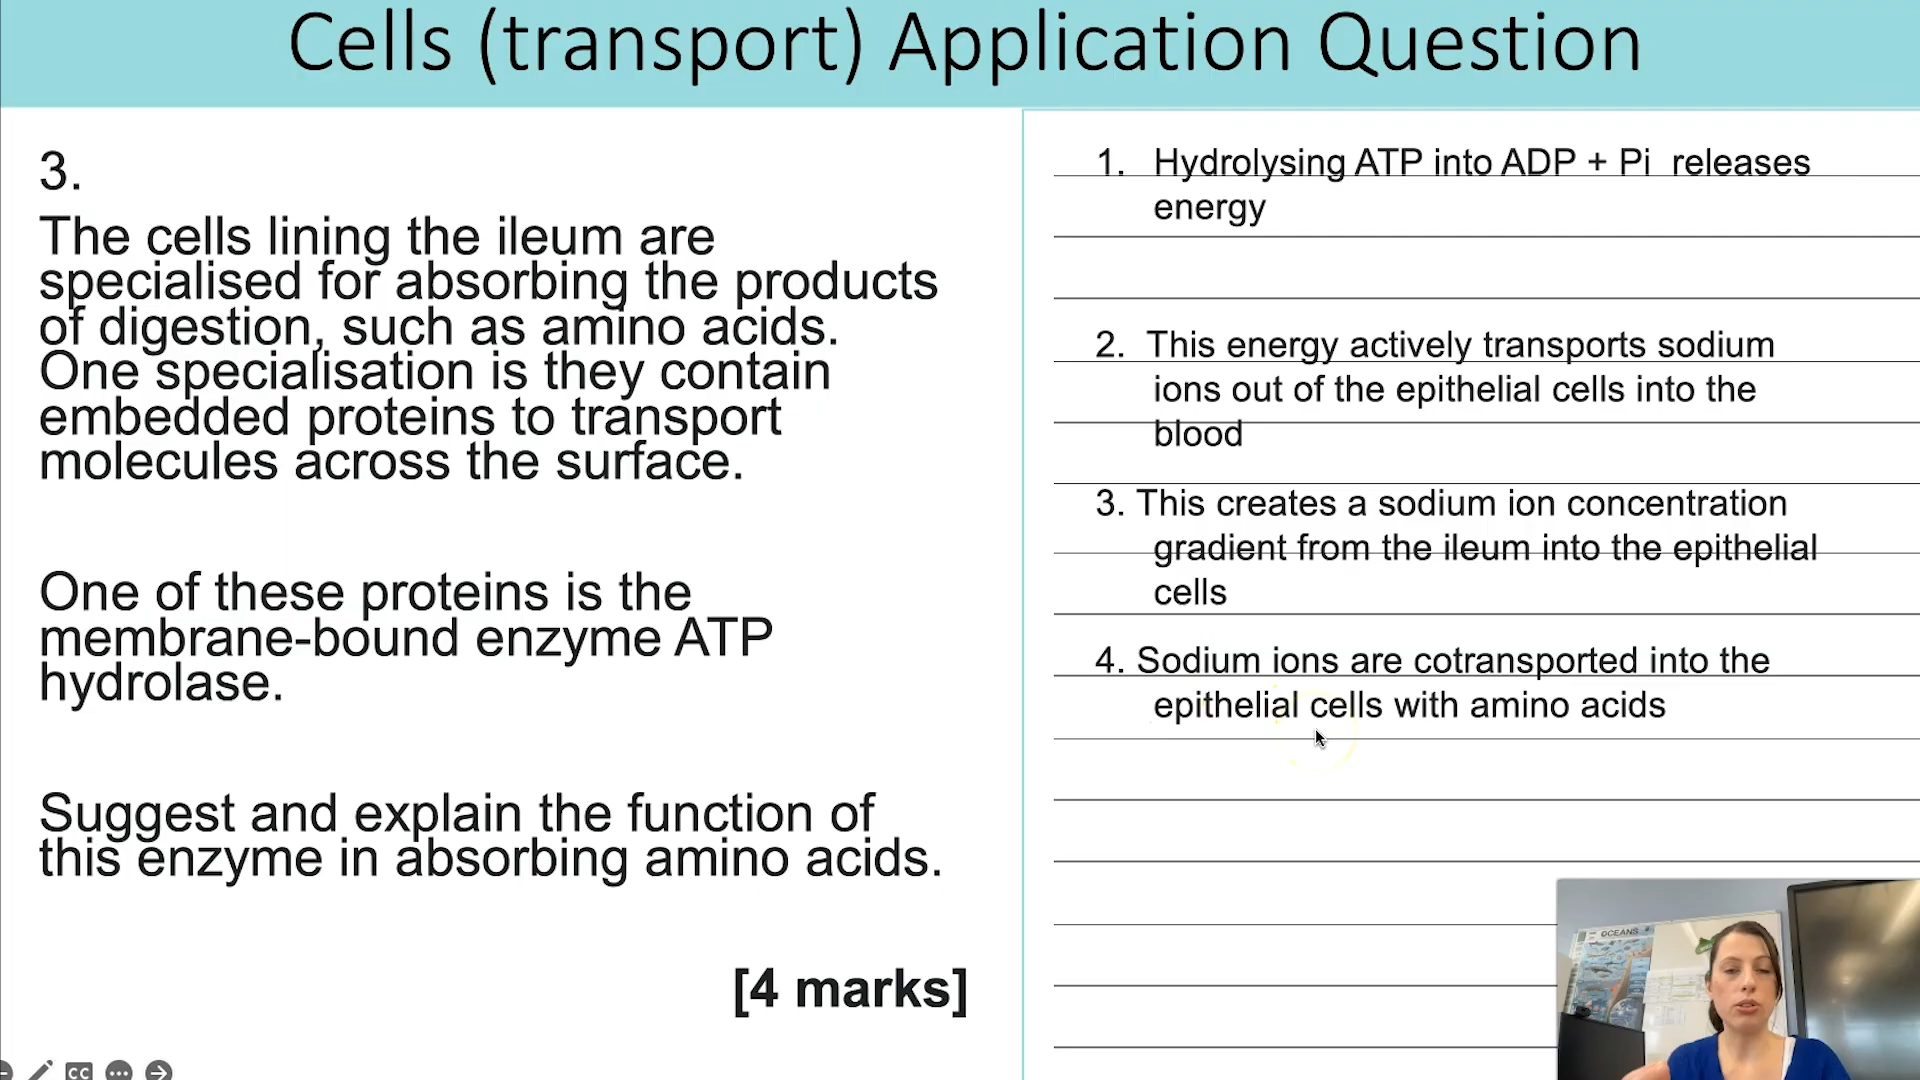 Cells (transport) Application Question
3.
The cells lining the ileum are
specialised for absorbing the products
of digestion, such as amino acids.
One specialisation is they contain
embedded proteins to transport
molecules across the surface.
One of these proteins is the
membrane-bound enzyme ATP
hydrolase.
Suggest and explain the function of
this enzyme in absorbing amino acids.
[4 marks]
1. Hydrolysing ATP into ADP + Pi releases
energy
2. This energy actively transports sodium
ions out of the epithelial cells into the
blood
3. This creates a sodium ion concentration
gradient from the ileum into the epithelial
cells
4. Sodium ions are cotransported into the
epithelial cells with amino acids
OCEANS
CC